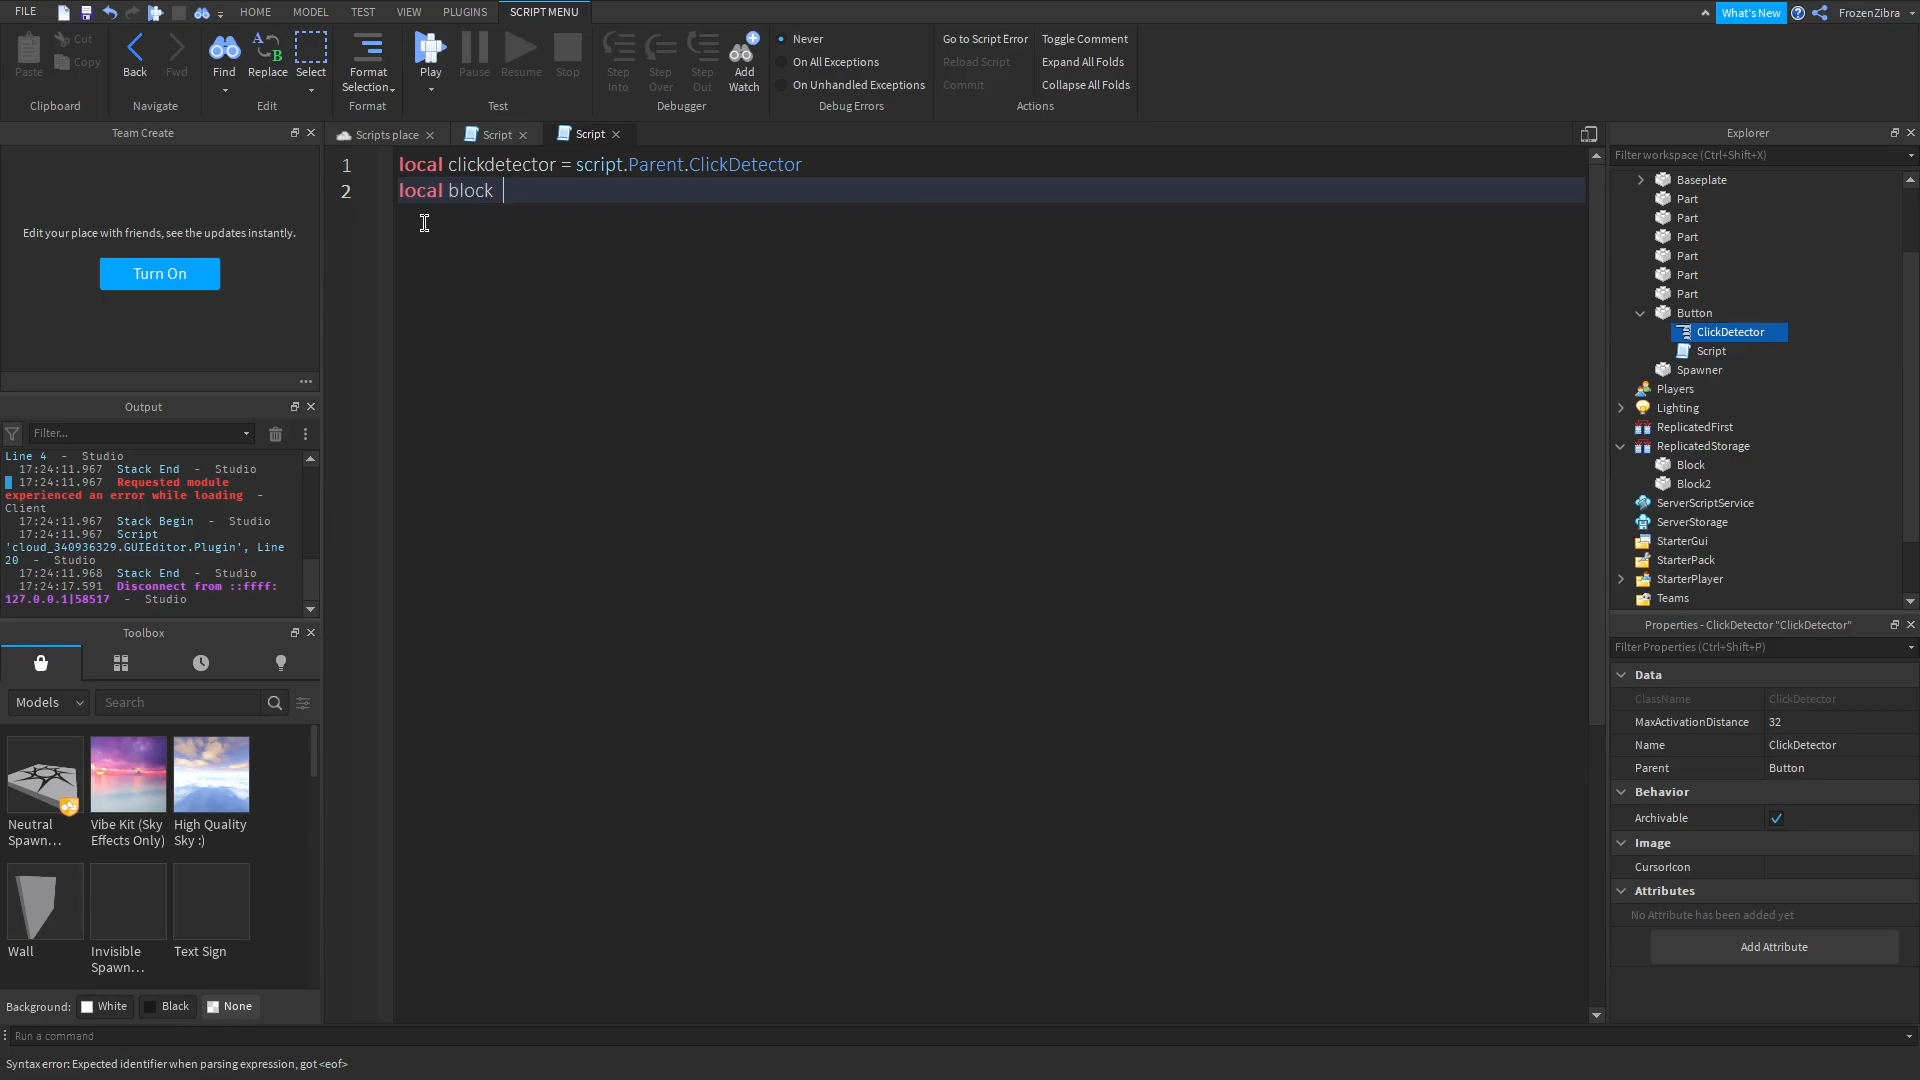 FILE
HOME
MODEL
TEST
VIEW
PLUGINS
SCRIPT MENU
What's New
FrozenZibra
Paste
Cut
Copy
Clipboard
Back
Fwd
Navigate
Find
Replace
Select
Edit
Format
Selection
Format
Play
Pause
Resume
Stop
Test
Step
Into
Step
Over
Step
Out
Add
Watch
Debugger
Never
On All Exceptions
On Unhandled Exceptions
Debug Errors
Go to Script Error
Reload Script
Commit
Toggle Comment
Expand All Folds
Collapse All Folds
Actions
Team Create
Edit your place with friends, see the updates instantly.
Turn On
Output
Filter...
Line 4 - Studio
17:24:11.967 Stack End - Studio
17:24:11.967 Requested module
experienced an error while loading -
Client
17:24:11.967 Stack Begin - Studio
17:24:11.967 Script
'cloud_340936329.GUIEditor.Plugin', Line
20 - Studio
17:24:11.968 Stack End - Studio
17:24:17.591 Disconnect from ::ffff:
127.0.0.1|58517 - Studio
Toolbox
Models
Search
Neutral
Spawn...
Vibe Kit (Sky
Effects Only)
High Quality
Sky :)
Wall
Invisible
Spawn...
Text Sign
Background:
White
Black
None
Scripts place
Script
Script
1 local clickdetector = script.Parent.ClickDetector
2 local block
Explorer
Filter workspace (Ctrl+Shift+X)
Baseplate
Part
Part
Part
Part
Part
Part
Button
ClickDetector
Script
Spawner
Players
Lighting
ReplicatedFirst
ReplicatedStorage
Block
Block2
ServerScriptService
ServerStorage
StarterGui
StarterPack
StarterPlayer
Teams
Properties - ClickDetector "ClickDetector"
Filter Properties (Ctrl+Shift+P)
Data
ClassName ClickDetector
MaxActivationDistance 32
Name ClickDetector
Parent Button
Behavior
Archivable
Image
CursorIcon
Attributes
No Attribute has been added yet
Add Attribute
Run a command
Syntax error: Expected identifier when parsing expression, got <eof>